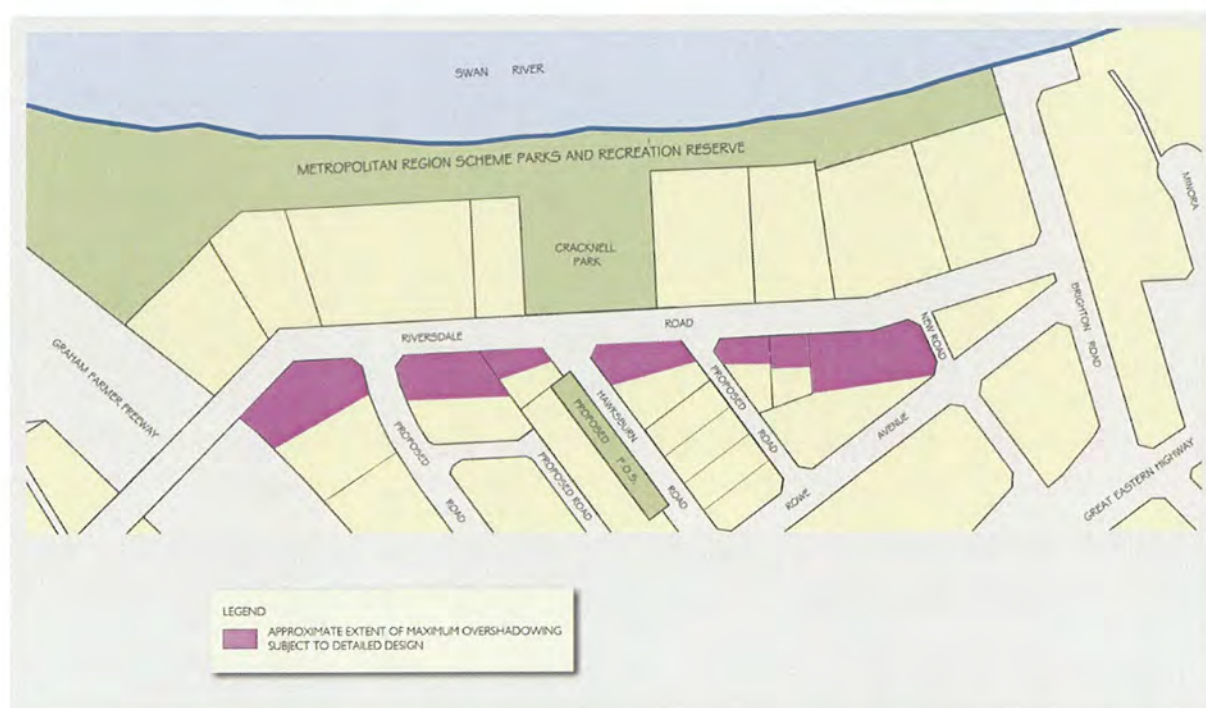 SWAN RIVER
METROPOLITAN REGION SCHEME PARKS AND RECREATION RESERVE
MINORA
CRACKNELL
PARK
GRAHAM FARMER FREEWAY
RIVERSDALE ROAD
NEW ROAD
BRIGHTON ROAD
PROPOSED ROAD
PROPOSED ROAD
PROPOSED P.O.S.
HAWKSBURN ROAD
PROPOSED ROAD
ROWE AVENUE
GREAT EASTERN HIGHWAY
LEGEND
APPROXIMATE EXTENT OF MAXIMUM OVERSHADOWING
SUBJECT TO DETAILED DESIGN